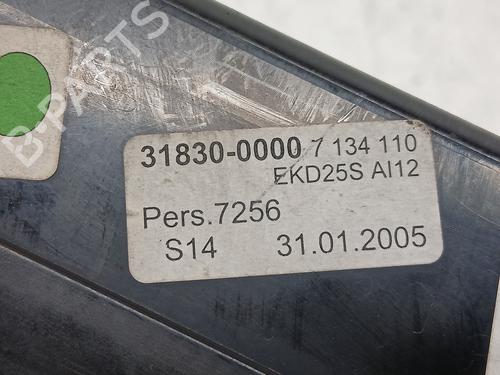 B-PARTS
31830-0000 7 134 110
EKD25S AI12
Pers.7256
S14 31.01.2005